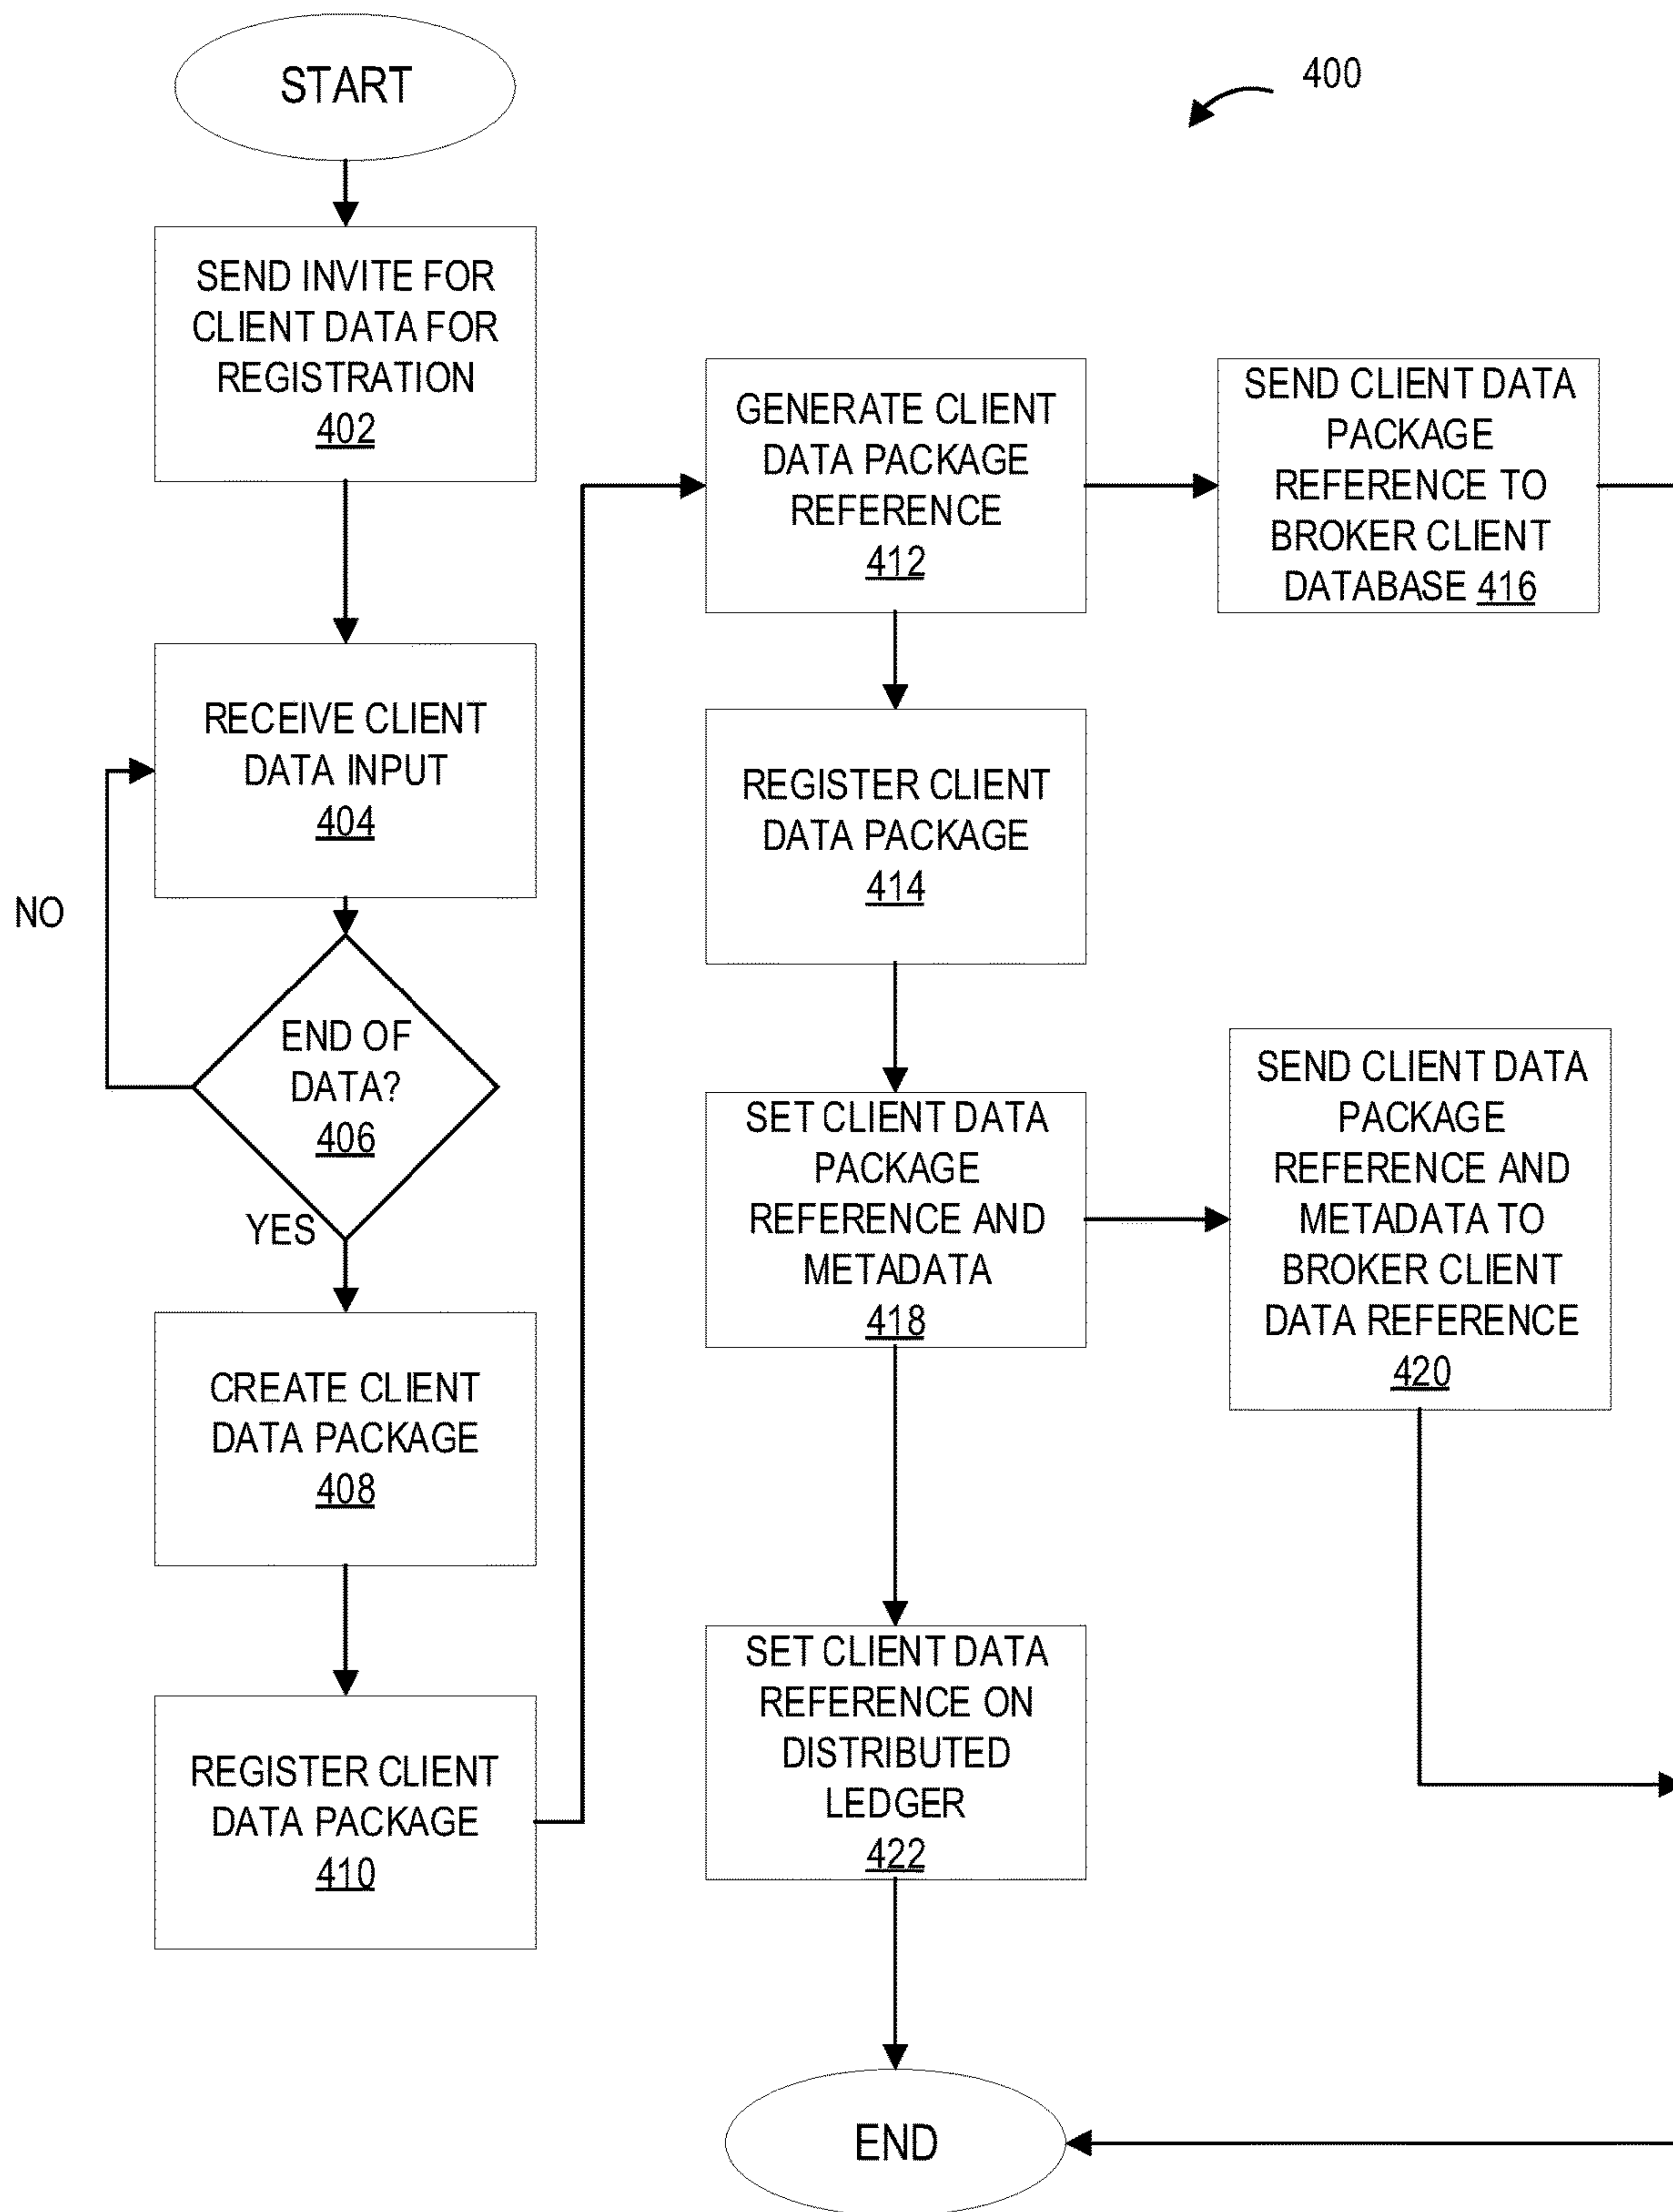 START
400
SEND INVITE FOR
CLIENT DATA FOR
REGISTRATION
402
RECEIVE CLIENT
DATA INPUT
404
NO
END OF
DATA?
406
YES
CREATE CLIENT
DATA PACKAGE
408
REGISTER CLIENT
DATA PACKAGE
410
GENERATE CLIENT
DATA PACKAGE
REFERENCE
412
SEND CLIENT DATA
PACKAGE
REFERENCE TO
BROKER CLIENT
DATABASE 416
REGISTER CLIENT
DATA PACKAGE
414
SET CLIENT DATA
PACKAGE
REFERENCE AND
METADATA
418
SEND CLIENT DATA
PACKAGE
REFERENCE AND
METADATA TO
BROKER CLIENT
DATA REFERENCE
420
SET CLIENT DATA
REFERENCE ON
DISTRIBUTED
LEDGER
422
END